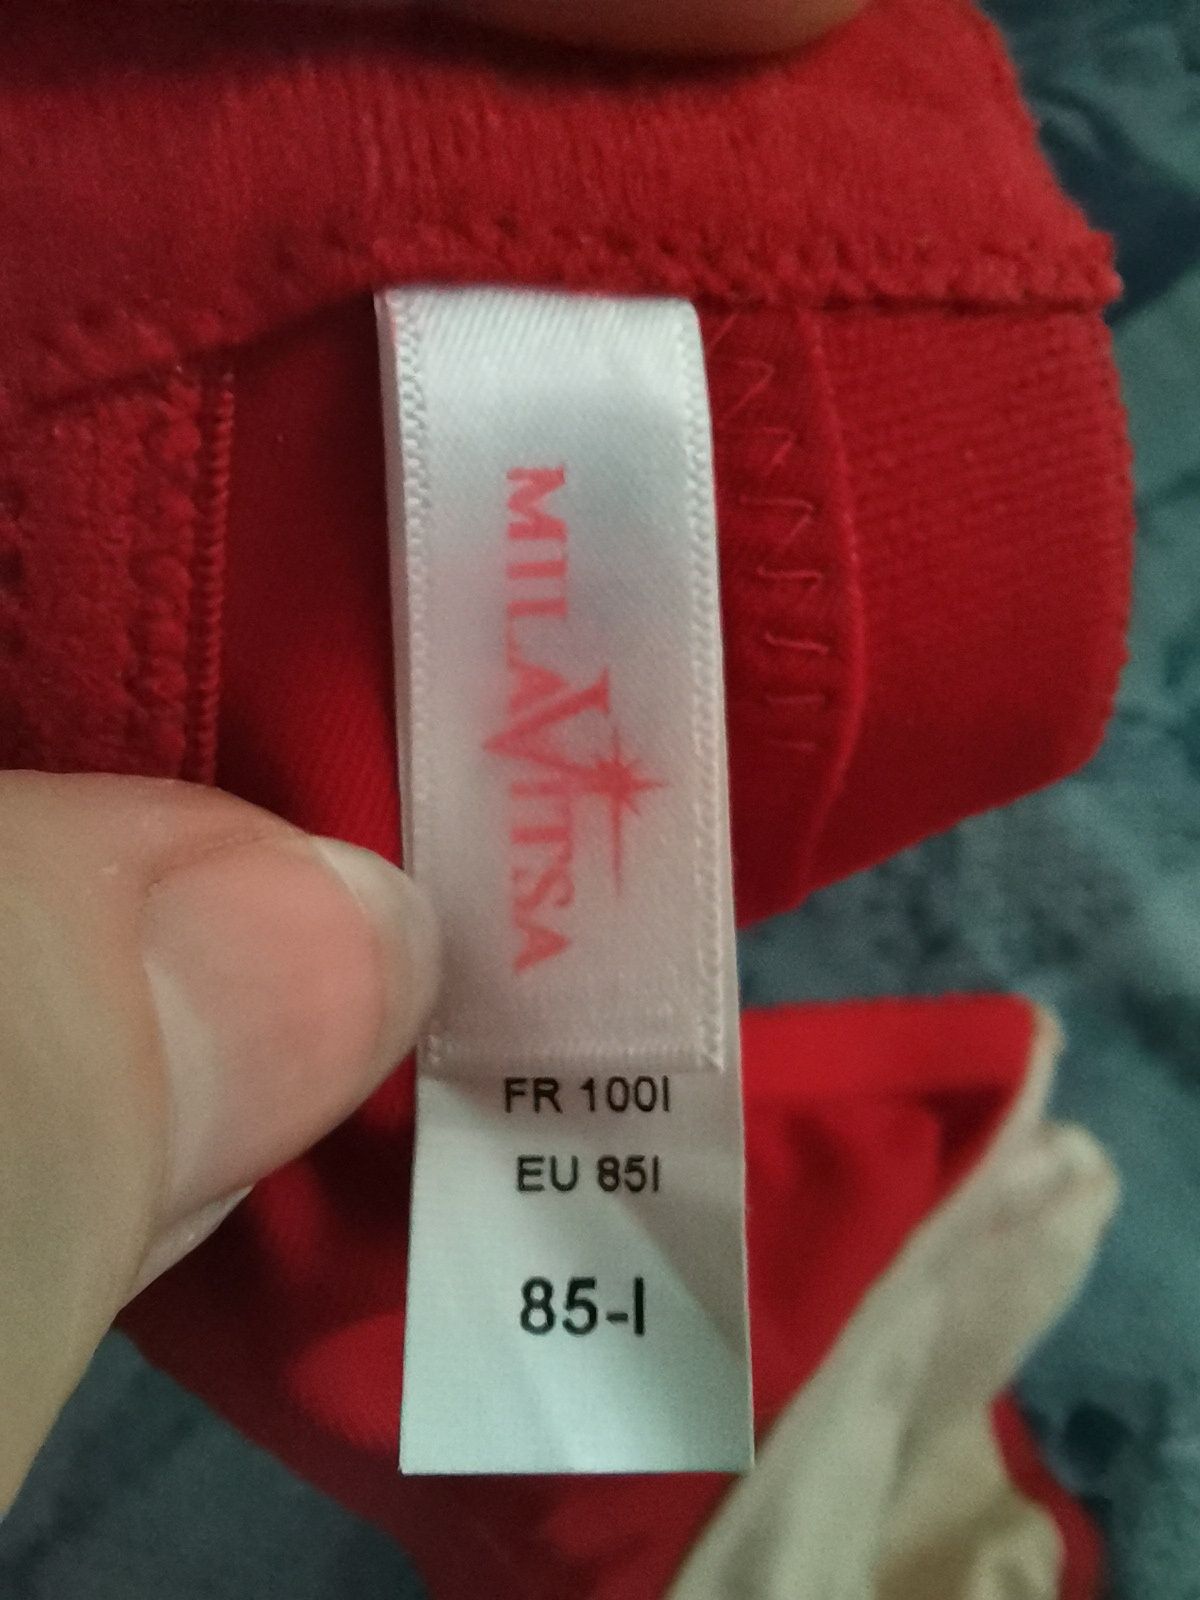 MILAVITSA
FR 100I
EU 85I
85-I